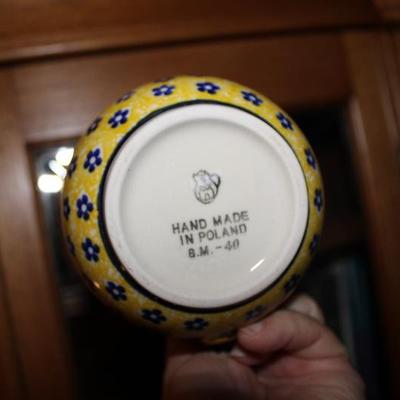 HAND MADE
IN POLAND
B.M. - 40